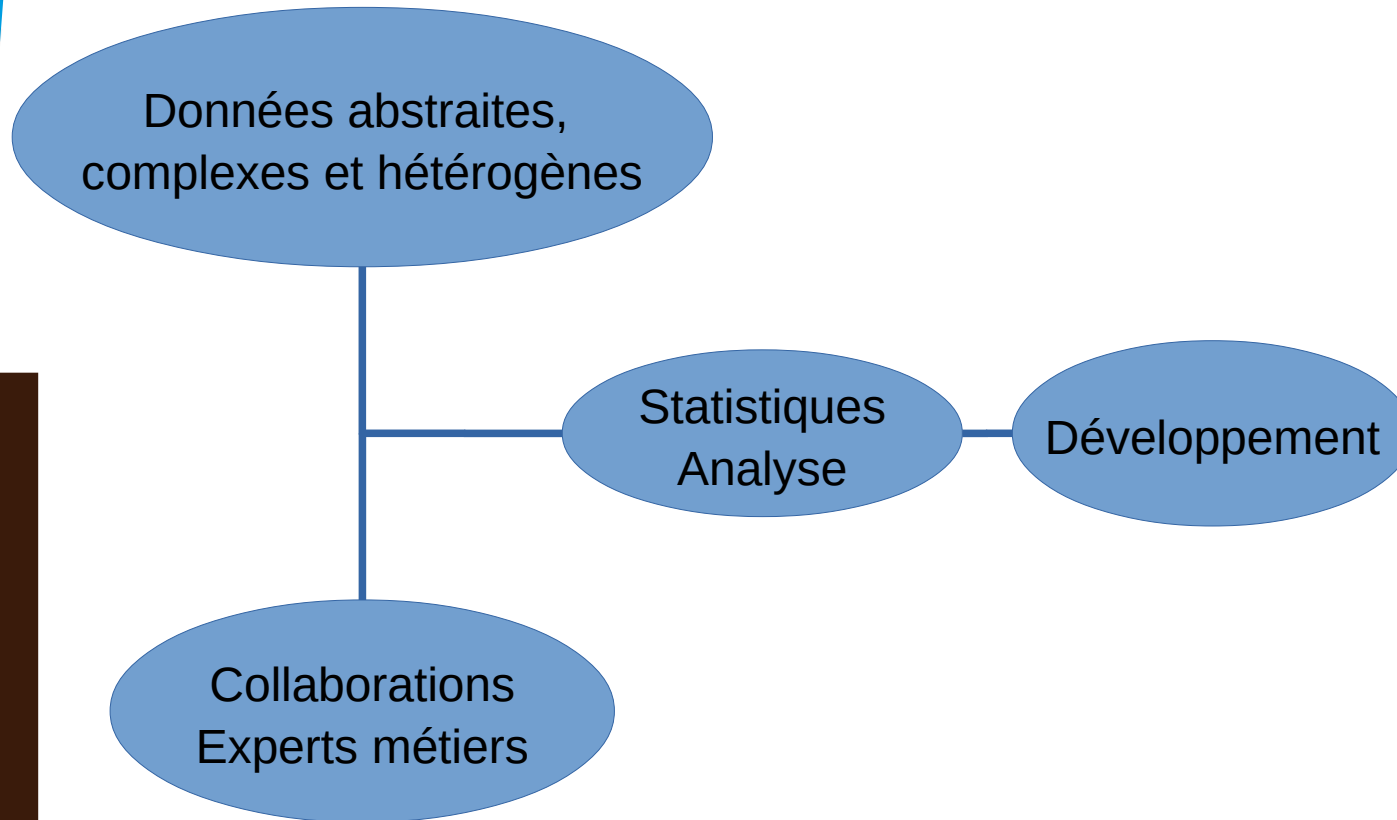 Données abstraites,
complexes et hétérogènes
Statistiques
Analyse
Développement
Collaborations
Experts métiers